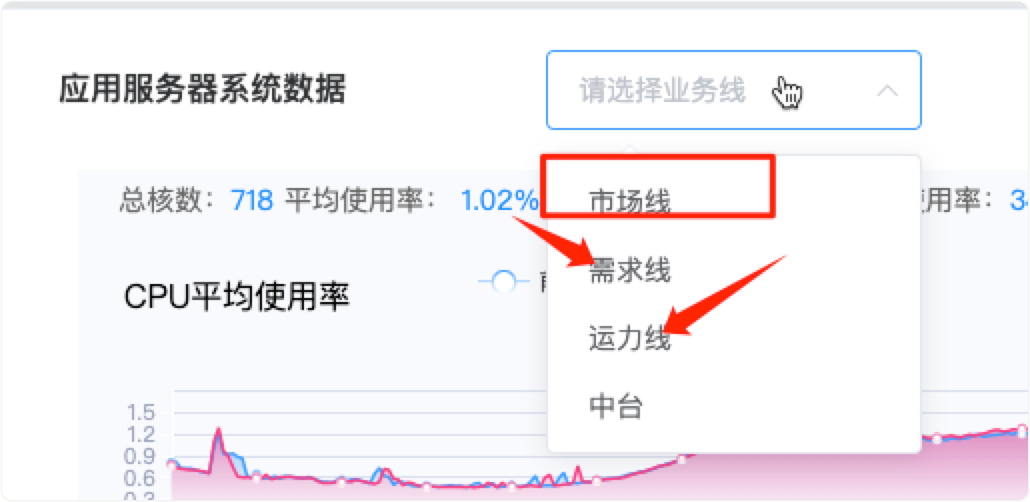 应用服务器系统数据
请选择业务线
总核数：718 平均使用率：1.02%
用率：
市场线
需求线
运力线
中台
CPU平均使用率
1.5
1.2
0.9
0.6
0.3